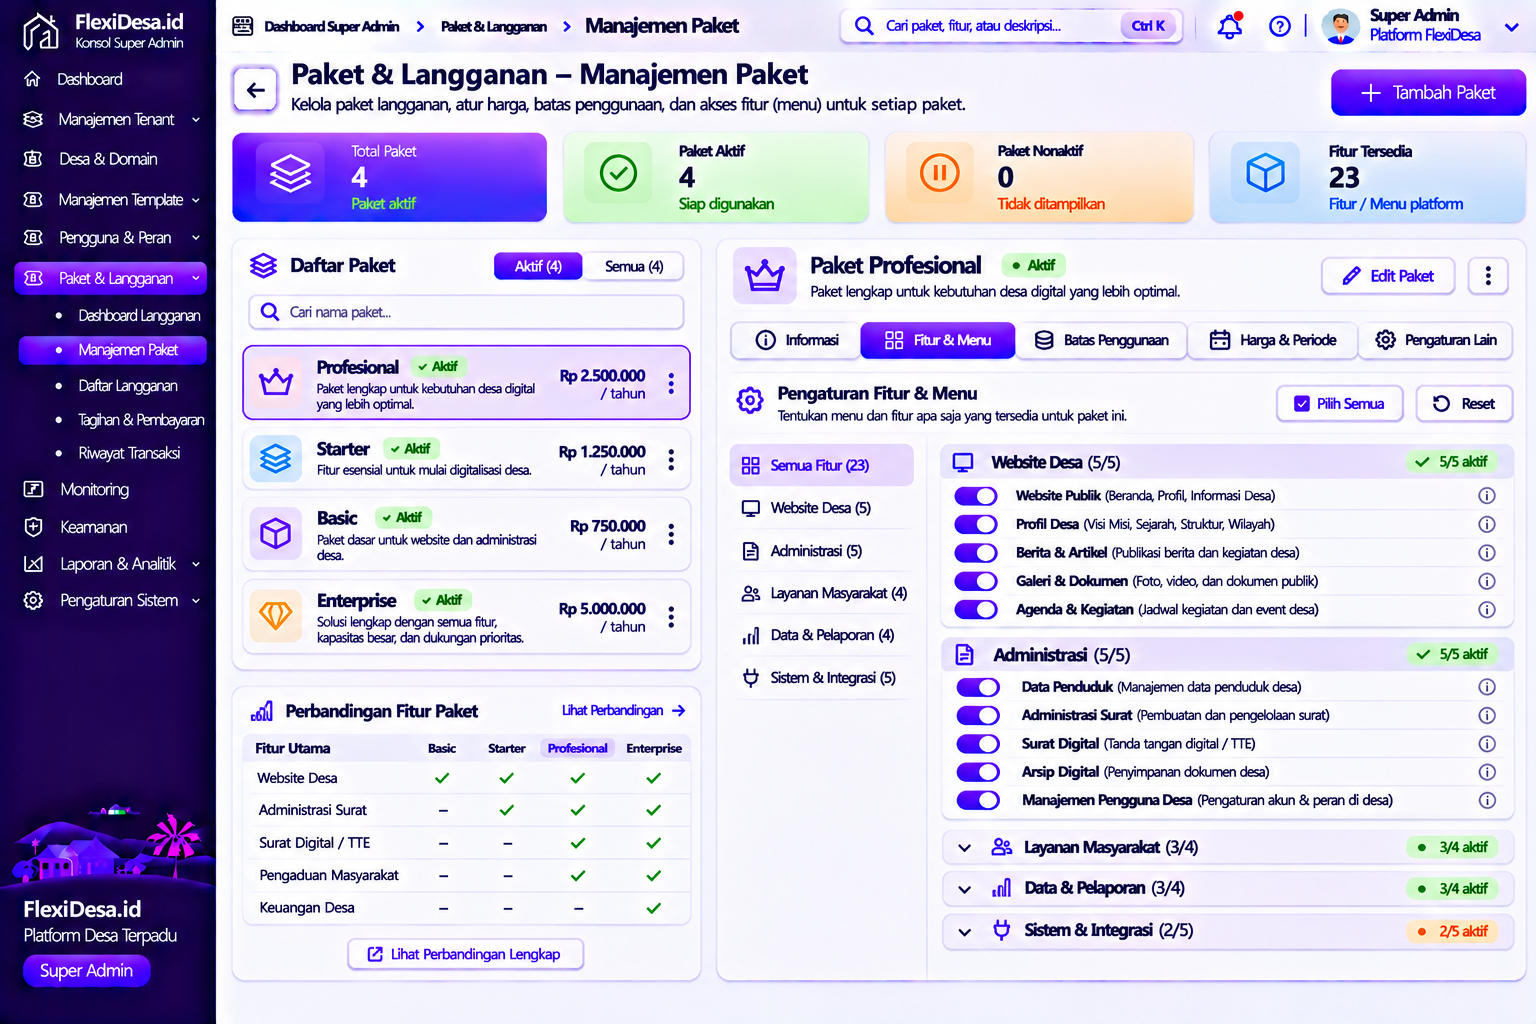 FlexiDesa.id
Konsol Super Admin
Dashboard
Manajemen Tenant
Desa & Domain
Manajemen Template
Pengguna & Peran
Paket & Langganan
Dashboard Langganan
Manajemen Paket
Daftar Langganan
Tagihan & Pembayaran
Riwayat Transaksi
Monitoring
Keamanan
Laporan & Analitik
Pengaturan Sistem
FlexiDesa.id
Platform Desa Terpadu
Super Admin
Dashboard Super Admin > Paket & Langganan > Manajemen Paket
Cari paket, fitur, atau deskripsi... Ctrl K
Super Admin
Platform FlexiDesa
Paket & Langganan – Manajemen Paket
Kelola paket langganan, atur harga, batas penggunaan, dan akses fitur (menu) untuk setiap paket.
+ Tambah Paket
Total Paket
4
Paket aktif
Paket Aktif
4
Siap digunakan
Paket Nonaktif
0
Tidak ditampilkan
Fitur Tersedia
23
Fitur / Menu platform
Daftar Paket
Aktif (4) Semua (4)
Cari nama paket...
Profesional ✓ Aktif
Paket lengkap untuk kebutuhan desa digital
yang lebih optimal.
Rp 2.500.000
/ tahun
Starter ✓ Aktif
Fitur esensial untuk mulai digitalisasi desa.
Rp 1.250.000
/ tahun
Basic ✓ Aktif
Paket dasar untuk website dan administrasi
desa.
Rp 750.000
/ tahun
Enterprise ✓ Aktif
Solusi lengkap dengan semua fitur,
kapasitas besar, dan dukungan prioritas.
Rp 5.000.000
/ tahun
Perbandingan Fitur Paket Lihat Perbandingan →
Fitur Utama Basic Starter Profesional Enterprise
Website Desa ✓ ✓ ✓ ✓
Administrasi Surat – ✓ ✓ ✓
Surat Digital / TTE – – ✓ ✓
Pengaduan Masyarakat – – ✓ ✓
Keuangan Desa – – – ✓
Lihat Perbandingan Lengkap
Paket Profesional • Aktif
Paket lengkap untuk kebutuhan desa digital yang lebih optimal.
Edit Paket
Informasi Fitur & Menu Batas Penggunaan Harga & Periode Pengaturan Lain
Pengaturan Fitur & Menu
Tentukan menu dan fitur apa saja yang tersedia untuk paket ini.
Pilih Semua Reset
Semua Fitur (23)
Website Desa (5)
Administrasi (5)
Layanan Masyarakat (4)
Data & Pelaporan (4)
Sistem & Integrasi (5)
Website Desa (5/5) ✓ 5/5 aktif
Website Publik (Beranda, Profil, Informasi Desa)
Profil Desa (Visi Misi, Sejarah, Struktur, Wilayah)
Berita & Artikel (Publikasi berita dan kegiatan desa)
Galeri & Dokumen (Foto, video, dan dokumen publik)
Agenda & Kegiatan (Jadwal kegiatan dan event desa)
Administrasi (5/5) ✓ 5/5 aktif
Data Penduduk (Manajemen data penduduk desa)
Administrasi Surat (Pembuatan dan pengelolaan surat)
Surat Digital (Tanda tangan digital / TTE)
Arsip Digital (Penyimpanan dokumen desa)
Manajemen Pengguna Desa (Pengaturan akun & peran di desa)
Layanan Masyarakat (3/4) • 3/4 aktif
Data & Pelaporan (3/4) • 3/4 aktif
Sistem & Integrasi (2/5) • 2/5 aktif